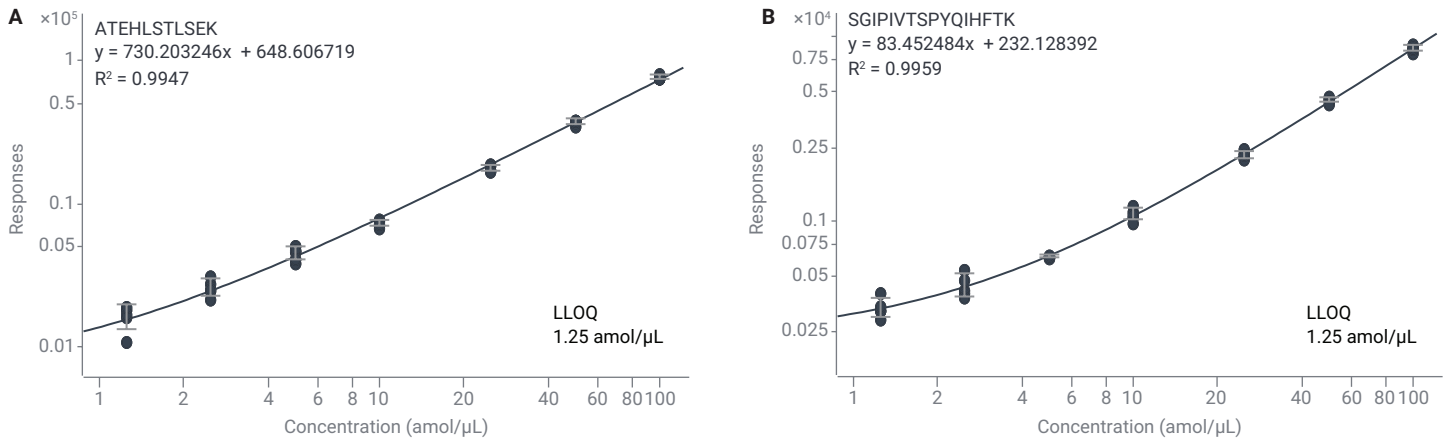 A
×10⁵
ATEHLSTLSEK
y = 730.203246x + 648.606719
R² = 0.9947
1
0.5
0.1
0.05
0.01
Responses
LLOQ
1.25 amol/µL
1 2 4 6 8 10 20 40 60 80 100
Concentration (amol/µL)
B
×10⁴
SGIPIVTSPYQIHFTK
y = 83.452484x + 232.128392
R² = 0.9959
0.75
0.5
0.25
0.1
0.075
0.05
0.025
Responses
LLOQ
1.25 amol/µL
1 2 4 6 8 10 20 40 60 80 100
Concentration (amol/µL)